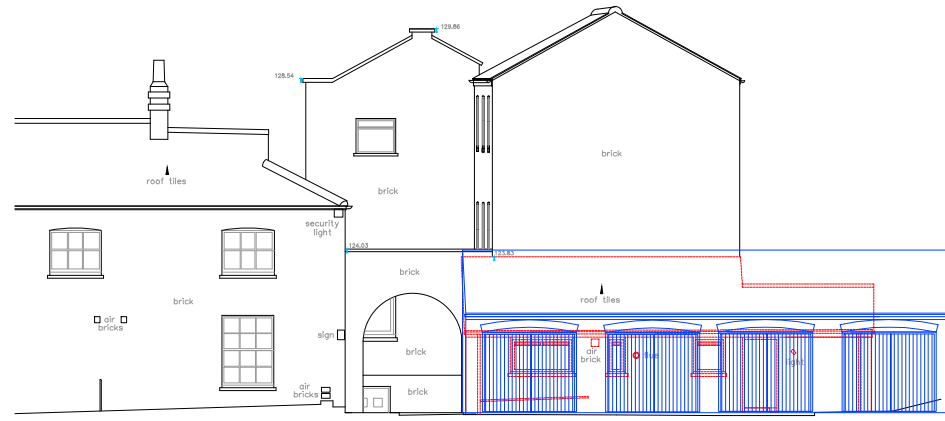 129.86
128.54
brick
roof tiles
brick
security
light
124.03
123.83
brick
brick
air
bricks
roof tiles
sign
brick
air
brick
flue
light
air
bricks
brick